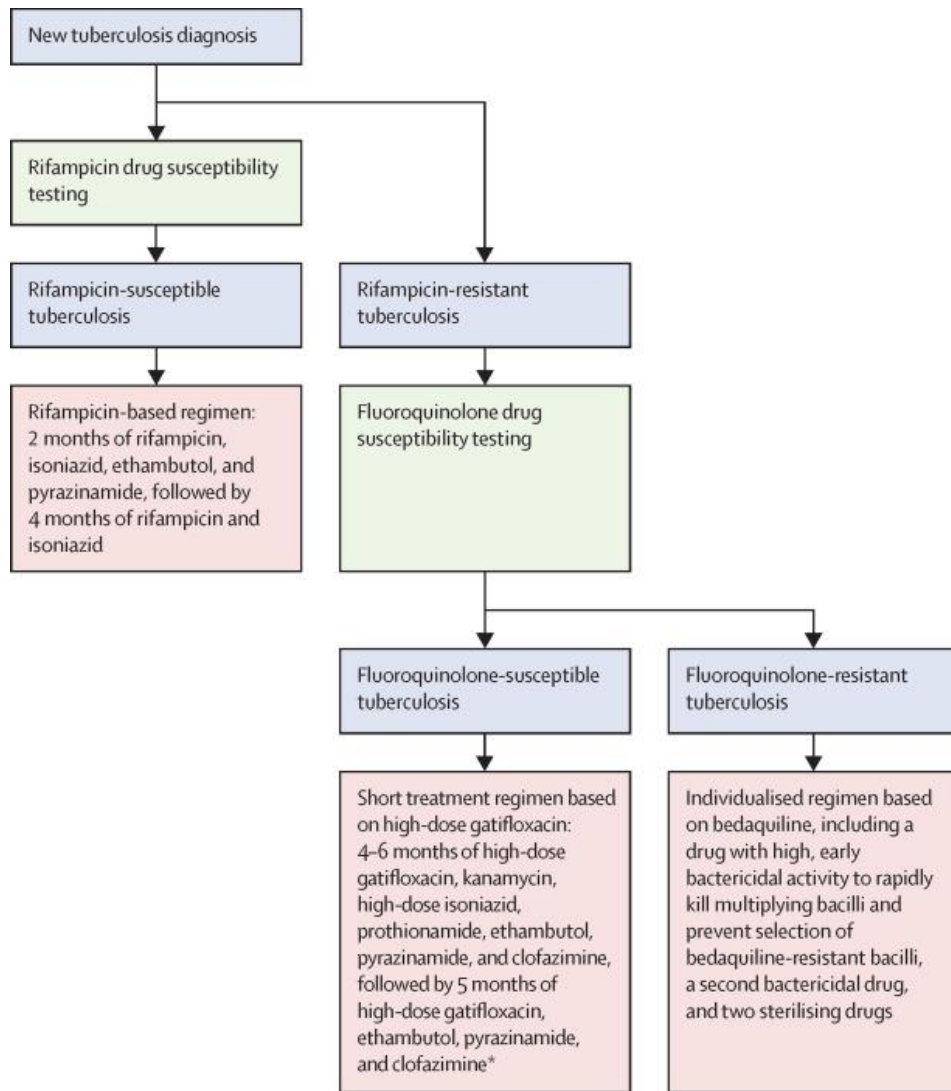 New tuberculosis diagnosis
Rifampicin drug susceptibility
testing
Rifampicin-susceptible
tuberculosis
Rifampicin-resistant
tuberculosis
Rifampicin-based regimen:
2 months of rifampicin,
isoniazid, ethambutol, and
pyrazinamide, followed by
4 months of rifampicin and
isoniazid
Fluoroquinolone drug
susceptibility testing
Fluoroquinolone-susceptible
tuberculosis
Fluoroquinolone-resistant
tuberculosis
Short treatment regimen based
on high-dose gatifloxacin:
4–6 months of high-dose
gatifloxacin, kanamycin,
high-dose isoniazid,
prothionamide, ethambutol,
pyrazinamide, and clofazimine,
followed by 5 months of
high-dose gatifloxacin,
ethambutol, pyrazinamide,
and clofazimine*
Individualised regimen based
on bedaquiline, including a
drug with high, early
bactericidal activity to rapidly
kill multiplying bacilli and
prevent selection of
bedaquiline-resistant bacilli,
a second bactericidal drug,
and two sterilising drugs